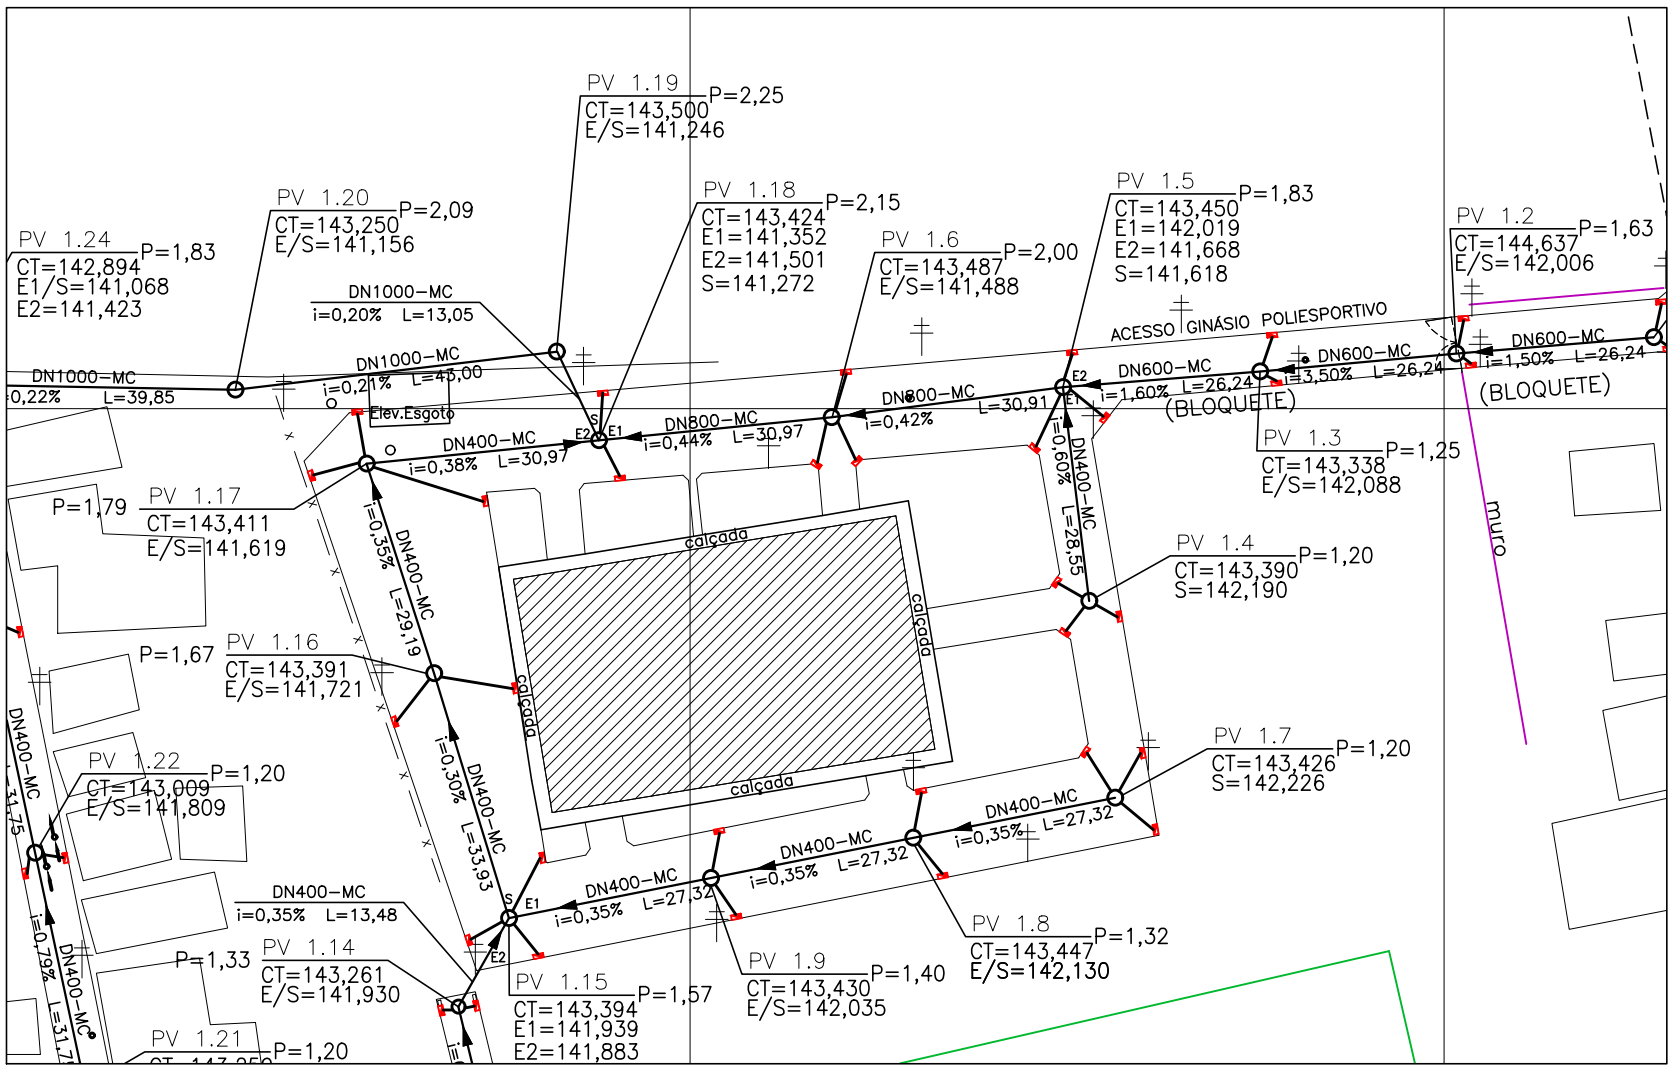 PV 1.19
P=2,25
CT=143,500
E/S=141,246
PV 1.20
P=2,09
CT=143,250
E/S=141,156
PV 1.18
P=2,15
CT=143,424
E1=141,352
E2=141,501
S=141,272
PV 1.5
P=1,83
CT=143,450
E1=142,019
E2=141,668
S=141,618
PV 1.2
P=1,63
CT=144,637
E/S=142,006
PV 1.24
P=1,83
CT=142,894
E1/S=141,068
E2=141,423
PV 1.6
P=2,00
CT=143,487
E/S=141,488
DN1000-MC
i=0,20% L=13,05
ACESSO GINÁSIO POLIESPORTIVO
DN1000-MC
i=0,21% L=43,00
DN1000-MC
=0,22% L=39,85
DN600-MC
i=1,50% L=26,24
DN600-MC
i=3,50% L=26,24
DN600-MC
i=1,60% L=26,24
(BLOQUETE)
(BLOQUETE)
DN800-MC
i=0,42% L=30,91
DN800-MC
i=0,44% L=30,97
Elev.Esgoto
DN400-MC
i=0,38% L=30,97
S
E2
E1
E2
E1
PV 1.3
P=1,25
CT=143,338
E/S=142,088
PV 1.17
P=1,79
CT=143,411
E/S=141,619
DN400-MC
i=0,35% L=29,19
DN400-MC
i=0,60% L=28,55
muro
PV 1.4
P=1,20
CT=143,390
S=142,190
calçada
calçada
calçada
calçada
PV 1.16
P=1,67
CT=143,391
E/S=141,721
DN400-MC
i=0,30% L=33,93
PV 1.7
P=1,20
CT=143,426
S=142,226
PV 1.22
P=1,20
CT=143,009
E/S=141,809
DN400-MC
31,75
DN400-MC
i=0,35% L=27,32
DN400-MC
i=0,35% L=27,32
DN400-MC
i=0,35% L=27,32
DN400-MC
i=0,35% L=13,48
S
E1
E2
PV 1.8
P=1,32
CT=143,447
E/S=142,130
PV 1.14
P=1,33
CT=143,261
E/S=141,930
PV 1.9
P=1,40
CT=143,430
E/S=142,035
PV 1.15
P=1,57
CT=143,394
E1=141,939
E2=141,883
DN400-MC
i=0,79% L=31,7
PV 1.21
P=1,20